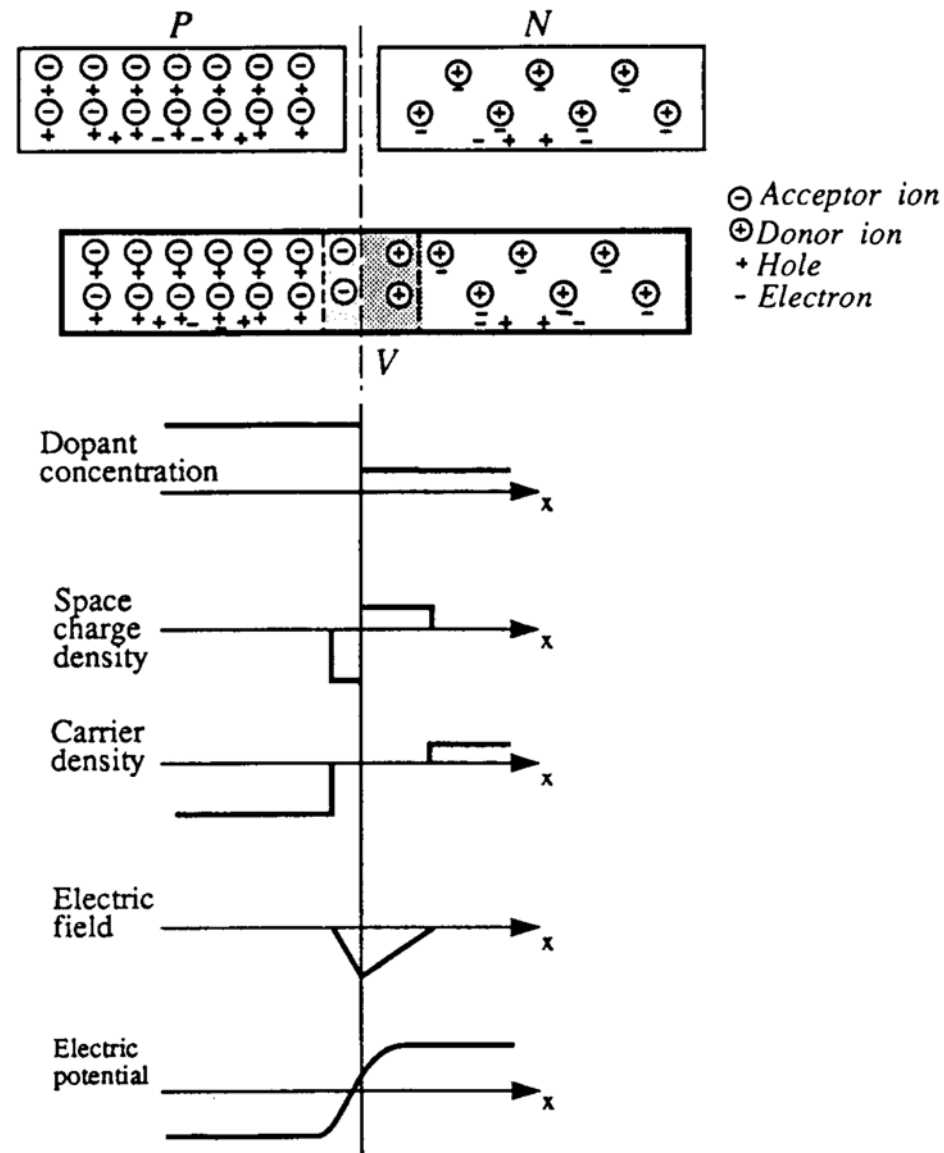 P
N
⊖ Acceptor ion
⊕ Donor ion
+ Hole
- Electron
V
Dopant
concentration
x
Space
charge
density
x
Carrier
density
x
Electric
field
x
Electric
potential
x